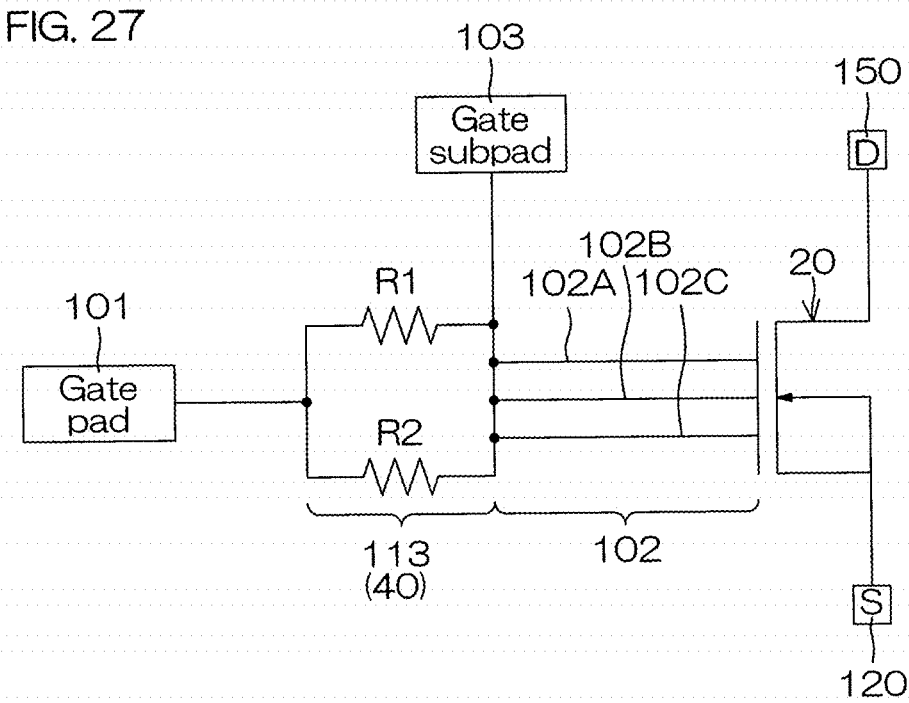 FIG. 27
103
150
Gate
subpad
D
102B
20
102A
102C
R1
101
Gate
pad
R2
113
(40)
102
S
120